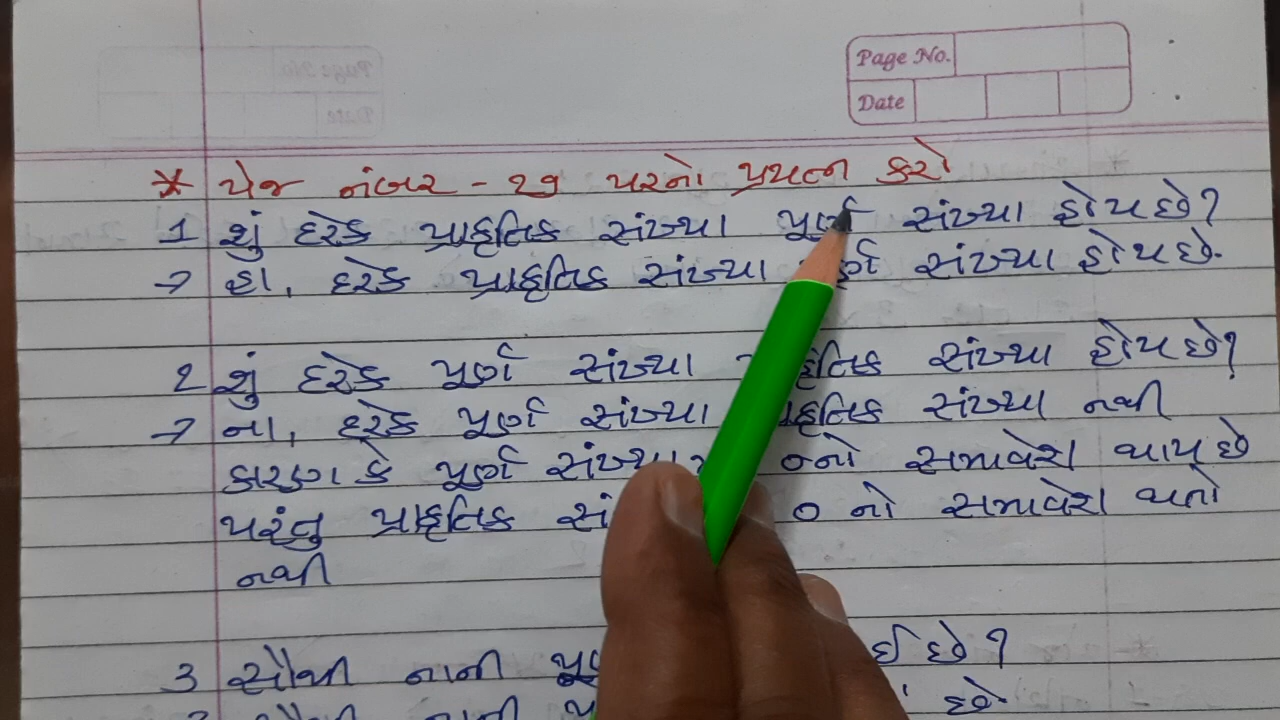 Page No.
Date
* પેજ નંબર - ૨૭ પરનો પ્રયત્ન કરો
1 શું દરેક પ્રાકૃતિક સંખ્યા પૂર્ણ સંખ્યા હોય છે?
→ હા, દરેક પ્રાકૃતિક સંખ્યા સંખ્યા હોય છે.
2 શું દરેક પૂર્ણ સંખ્યા સંખ્યા હોય છે?
→ ના, દરેક પૂર્ણ સંખ્યા સંખ્યા નથી
કારણ કે પૂર્ણ 0નો સમાવેશ થાય છે
પરંતુ પ્રાકૃતિક 0 નો સમાવેશ થતો
નથી
3 સૌથી નાની છે ?
છે.